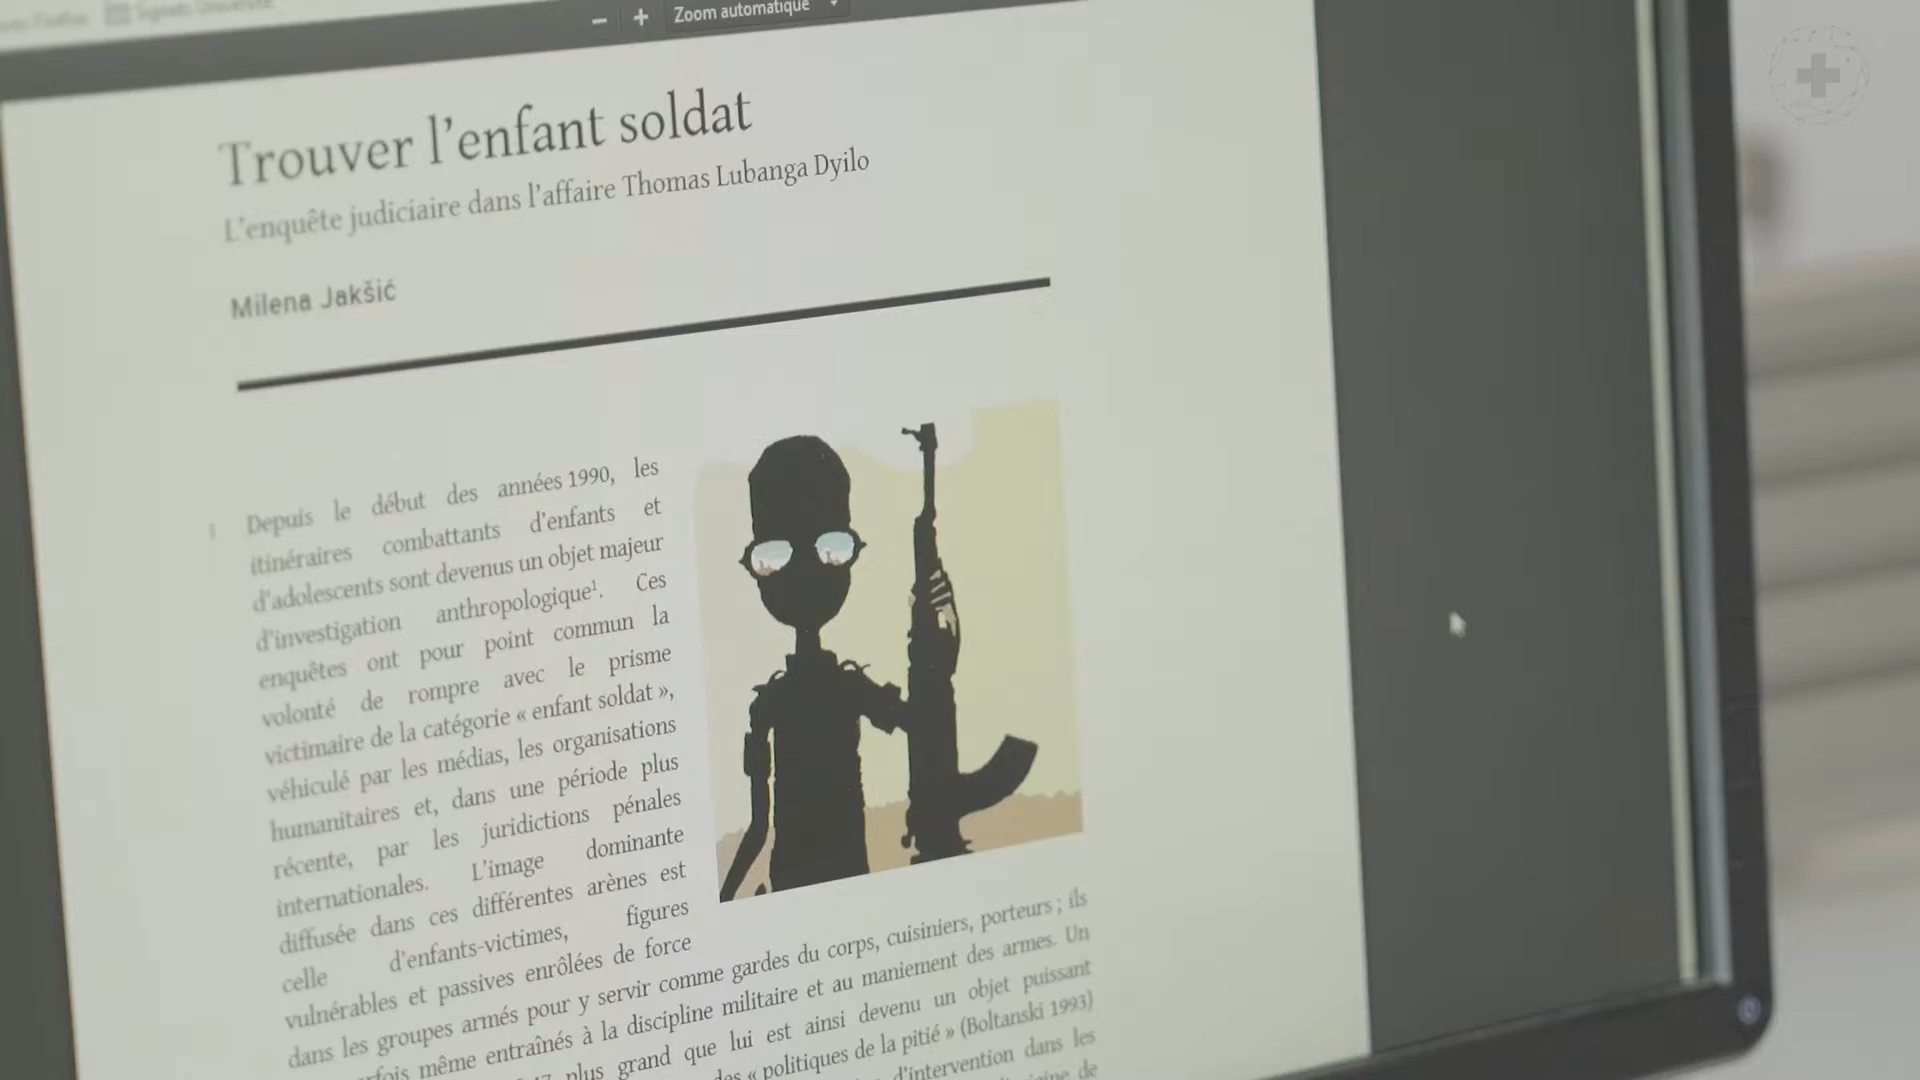 Signets Université
− + Zoom automatique
Trouver l'enfant soldat
L'enquête judiciaire dans l'affaire Thomas Lubanga Dyilo
Milena Jakšić
1 Depuis le début des années 1990, les
itinéraires combattants d'enfants et
d'adolescents sont devenus un objet majeur
d'investigation anthropologique¹. Ces
enquêtes ont pour point commun la
volonté de rompre avec le prisme
victimaire de la catégorie « enfant soldat »,
véhiculé par les médias, les organisations
humanitaires et, dans une période plus
récente, par les juridictions pénales
internationales. L'image dominante
diffusée dans ces différentes arènes est
celle d'enfants-victimes, figures
vulnérables et passives enrôlées de force
dans les groupes armés pour y servir comme gardes du corps, cuisiniers, porteurs ; ils
même entraînés à la discipline militaire et au maniement des armes. Un
plus grand que lui est ainsi devenu un objet puissant
« politiques de la pitié » (Boltanski 1993)
d'intervention dans les
de